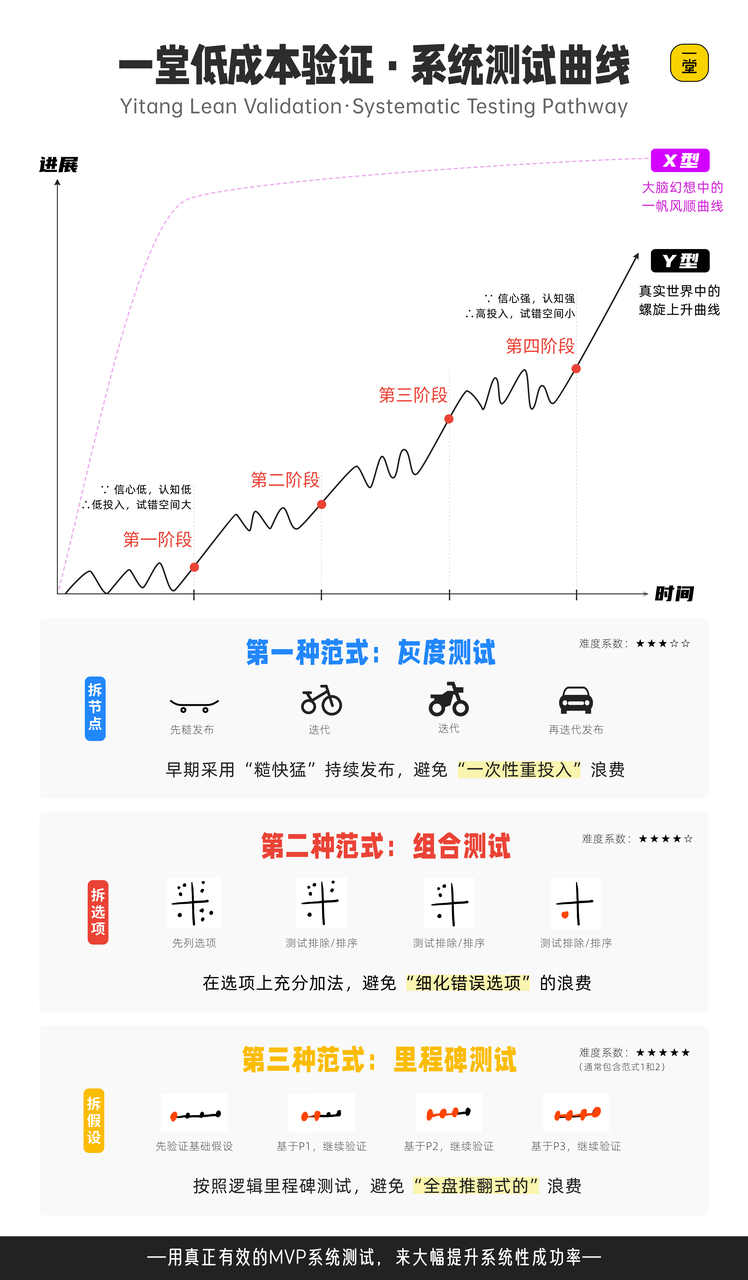 一堂低成本验证·系统测试曲线
一堂
Yitang Lean Validation·Systematic Testing Pathway
进展
X型
大脑幻想中的
一帆风顺曲线
Y型
真实世界中的
螺旋上升曲线
∵ 信心强，认知强
∴高投入，试错空间小
第四阶段
第三阶段
第二阶段
∵ 信心低，认知低
∴低投入，试错空间大
第一阶段
时间
第一种范式：灰度测试
难度系数：★★★☆☆
拆节点
先糙发布
迭代
迭代
再迭代发布
早期采用“糙快猛”持续发布，避免“一次性重投入”浪费
第二种范式：组合测试
难度系数：★★★★☆
拆选项
先列选项
测试排除/排序
测试排除/排序
测试排除/排序
在选项上充分加法，避免“细化错误选项”的浪费
第三种范式：里程碑测试
难度系数：★★★★★
（通常包含范式1和2）
拆假设
先验证基础假设
基于P1，继续验证
基于P2，继续验证
基于P3，继续验证
按照逻辑里程碑测试，避免“全盘推翻式的”浪费
—用真正有效的MVP系统测试，来大幅提升系统性成功率—